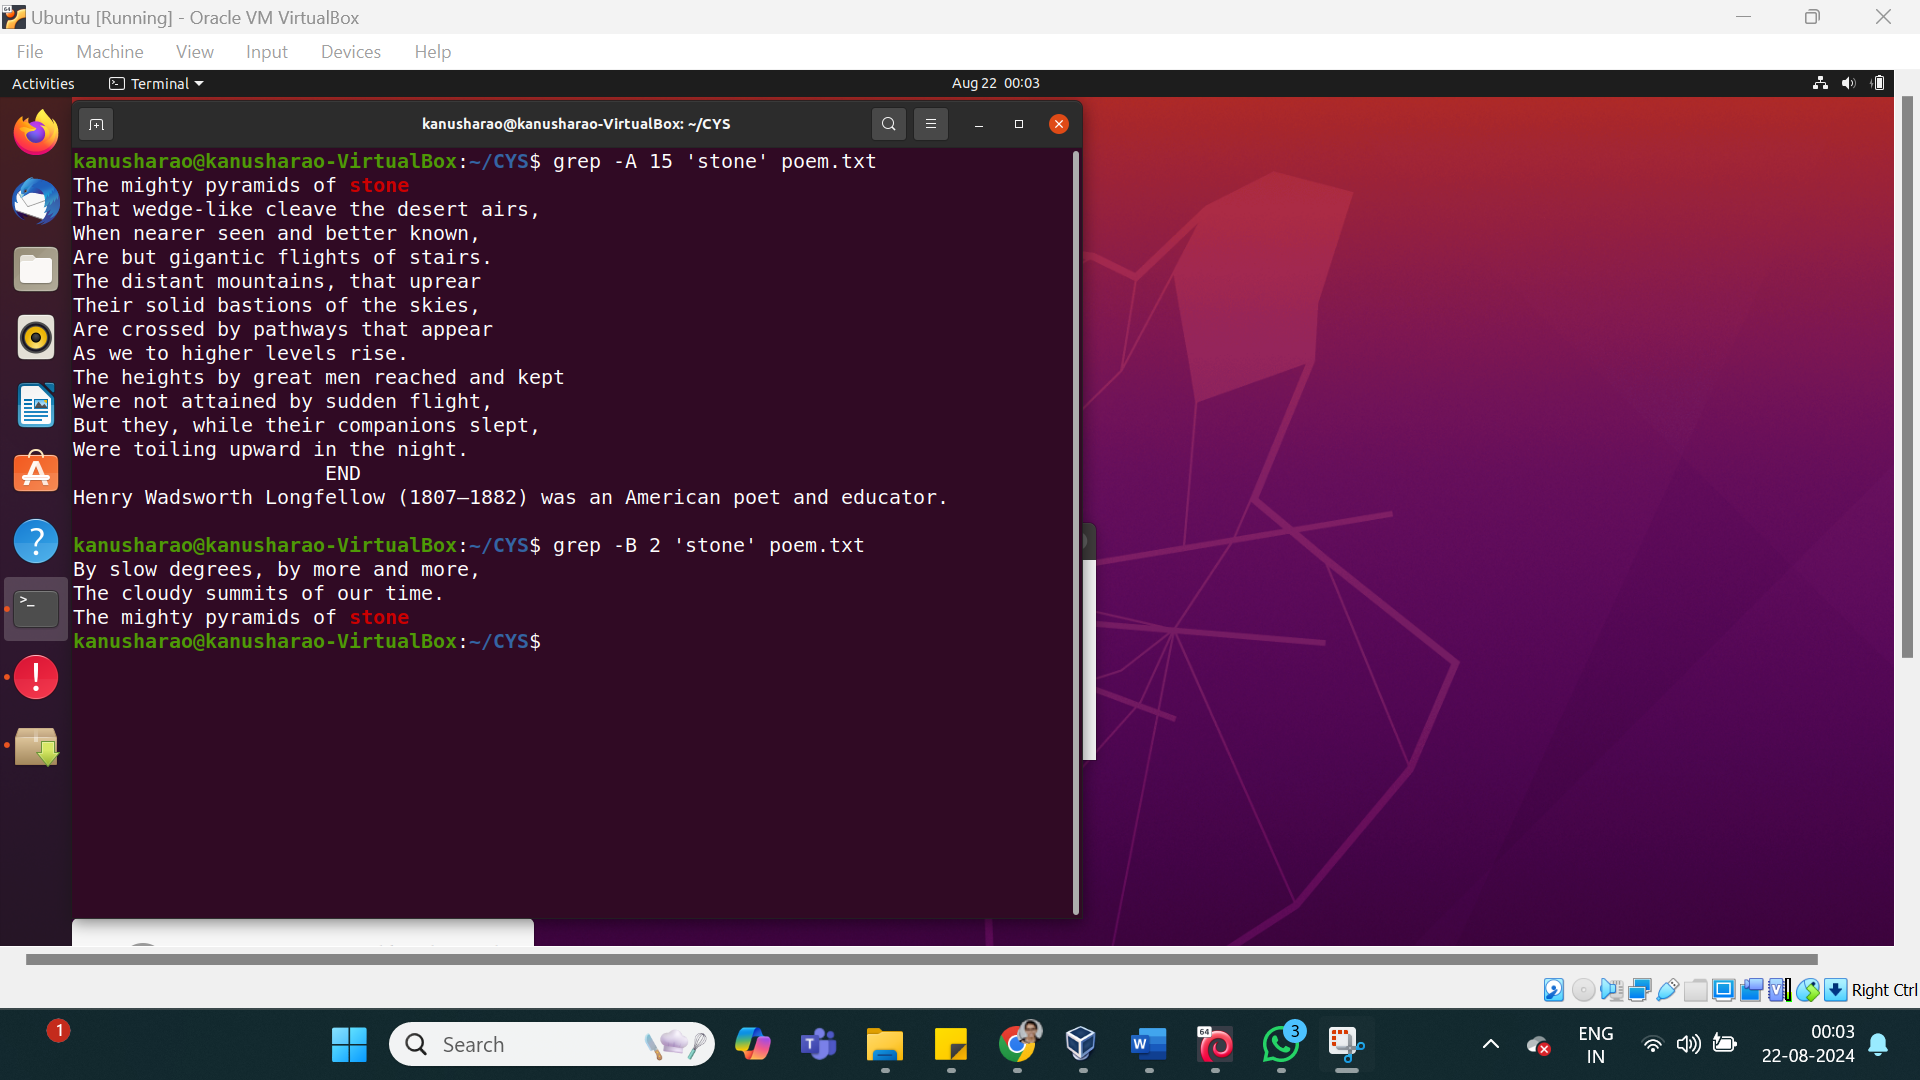 Ubuntu [Running] - Oracle VM VirtualBox
File Machine View Input Devices Help
Activities Terminal Aug 22 00:03
kanusharao@kanusharao-VirtualBox: ~/CYS
kanusharao@kanusharao-VirtualBox:~/CYS$ grep -A 15 'stone' poem.txt
The mighty pyramids of stone
That wedge-like cleave the desert airs,
When nearer seen and better known,
Are but gigantic flights of stairs.
The distant mountains, that uprear
Their solid bastions of the skies,
Are crossed by pathways that appear
As we to higher levels rise.
The heights by great men reached and kept
Were not attained by sudden flight,
But they, while their companions slept,
Were toiling upward in the night.
END
Henry Wadsworth Longfellow (1807–1882) was an American poet and educator.
kanusharao@kanusharao-VirtualBox:~/CYS$ grep -B 2 'stone' poem.txt
By slow degrees, by more and more,
The cloudy summits of our time.
The mighty pyramids of stone
kanusharao@kanusharao-VirtualBox:~/CYS$
Right Ctrl
1
Search
64
3
ENG
IN
00:03
22-08-2024